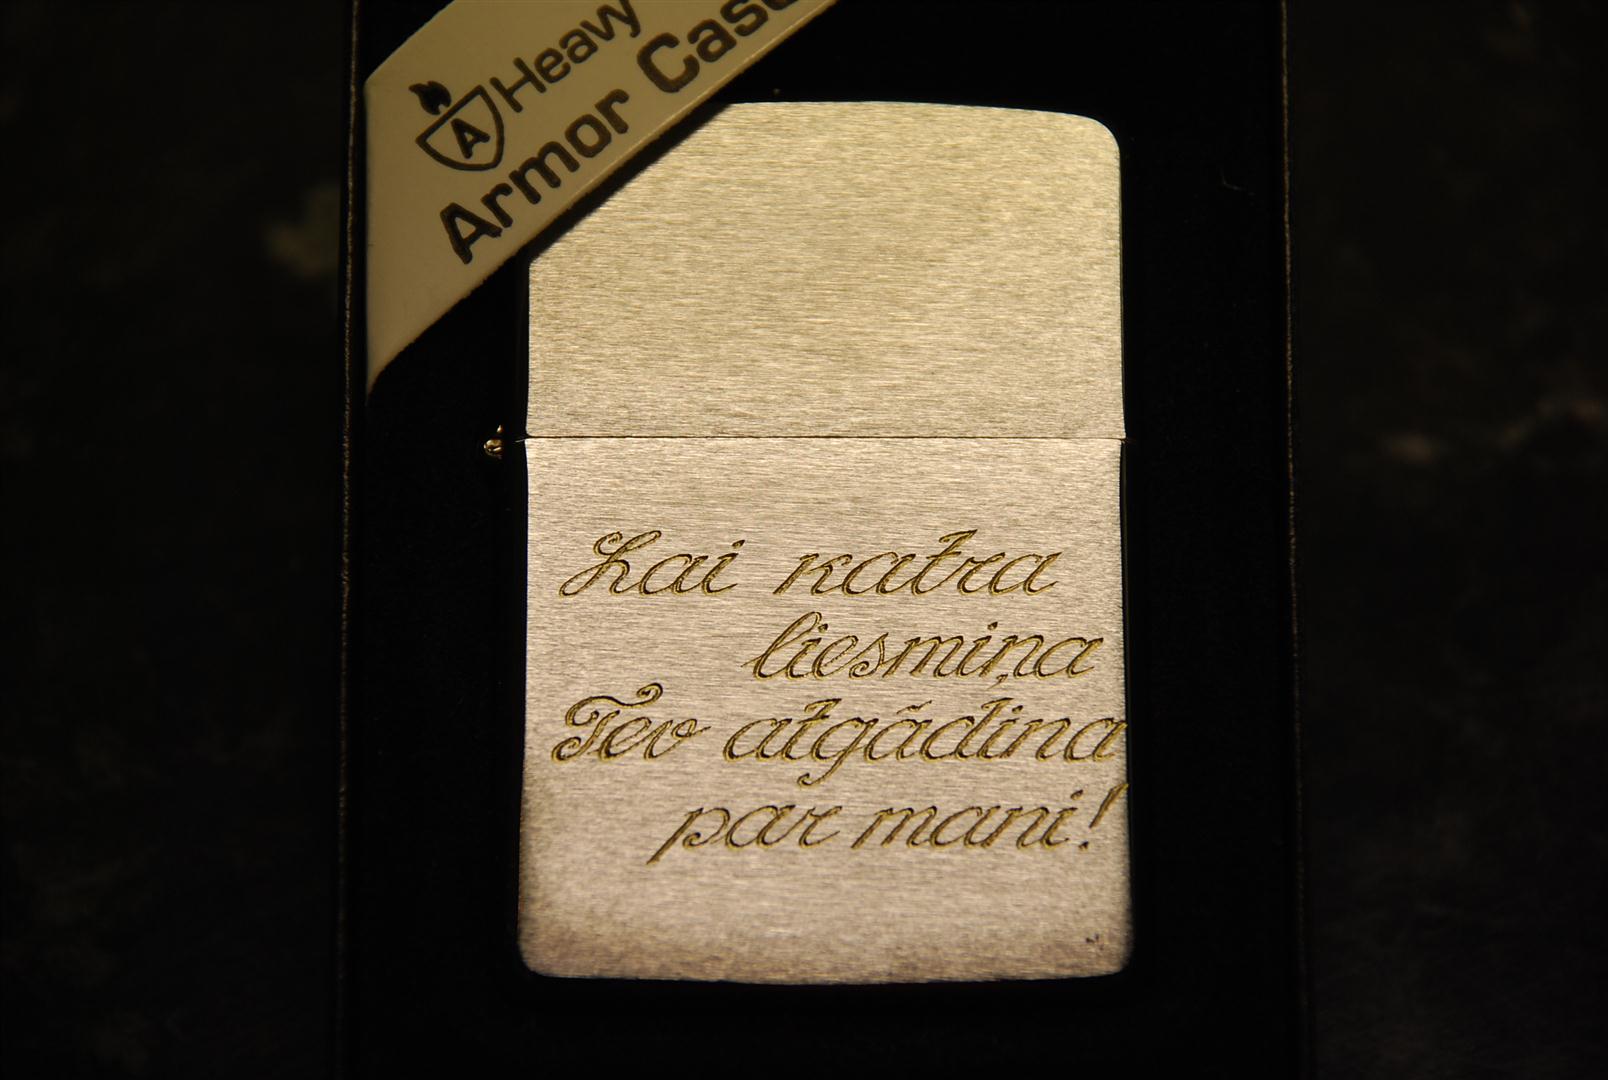 Heavy
Armor Case
A
Lai katra
liesmiņa
Tev atgādina
par mani!